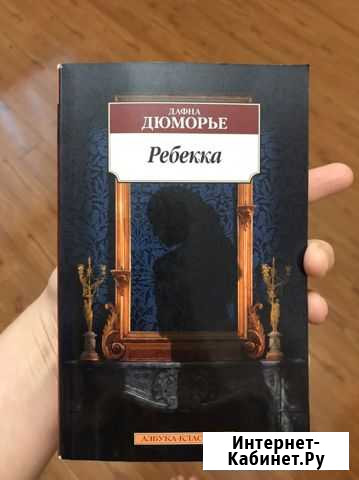 ДАФНА
ДЮМОРЬЕ
Ребекка
Интернет-
Кабинет.Ру